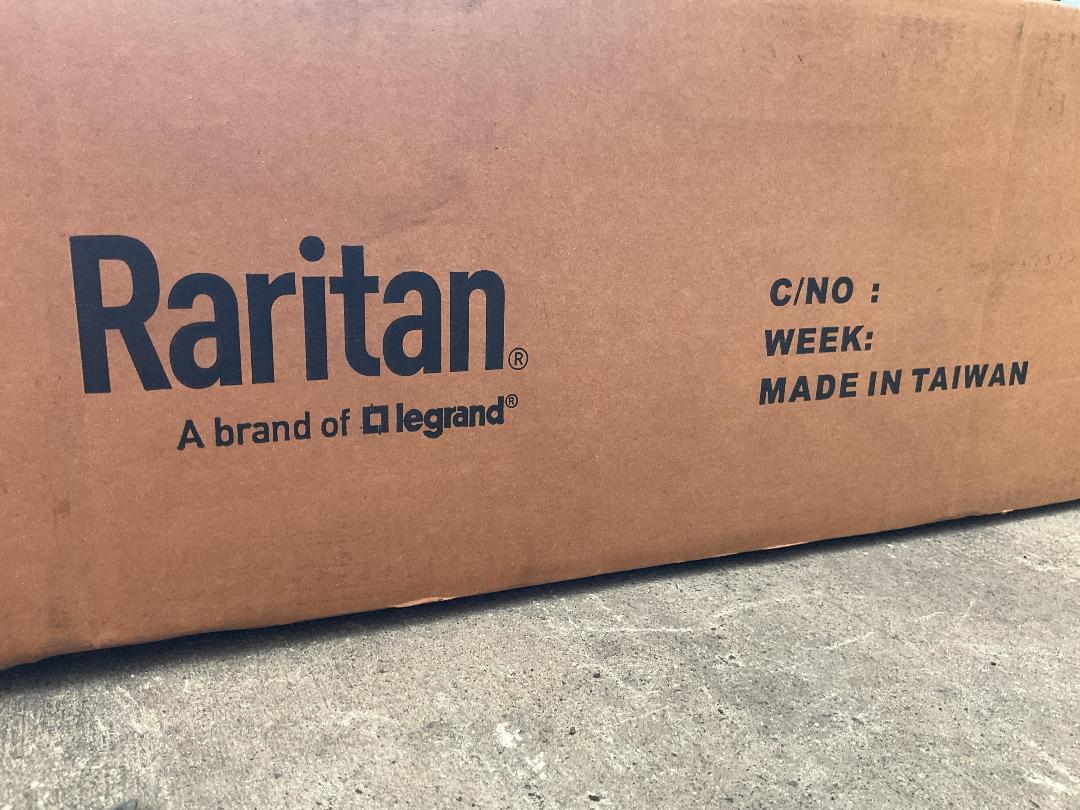 Raritan®
A brand of legrand®
C/NO :
WEEK:
MADE IN TAIWAN